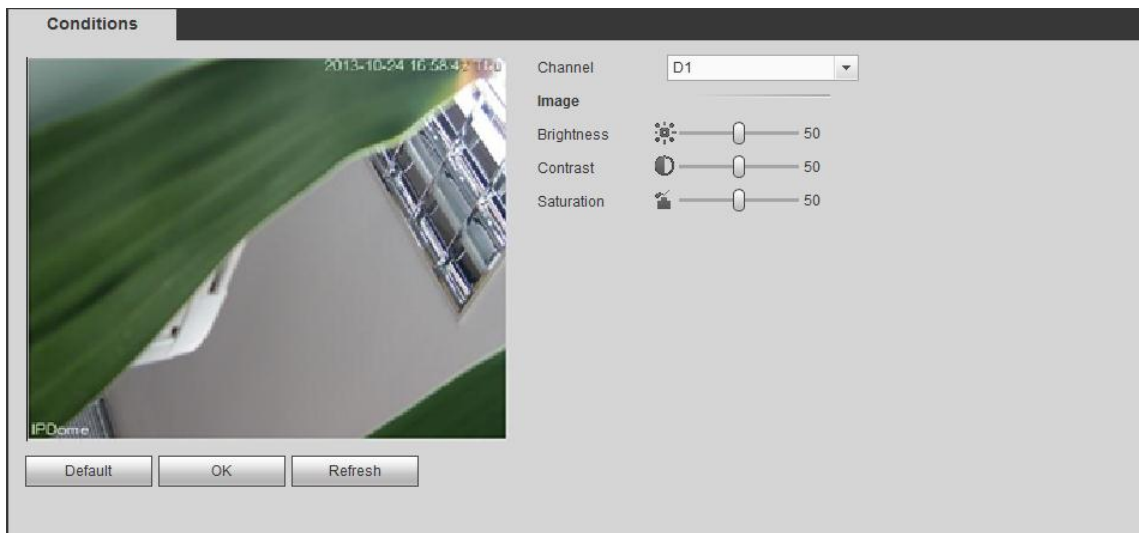 Conditions
2013-10-24 16:58:42 Thu
Channel D1
Image
Brightness 50
Contrast 50
Saturation 50
IPDome
Default OK Refresh